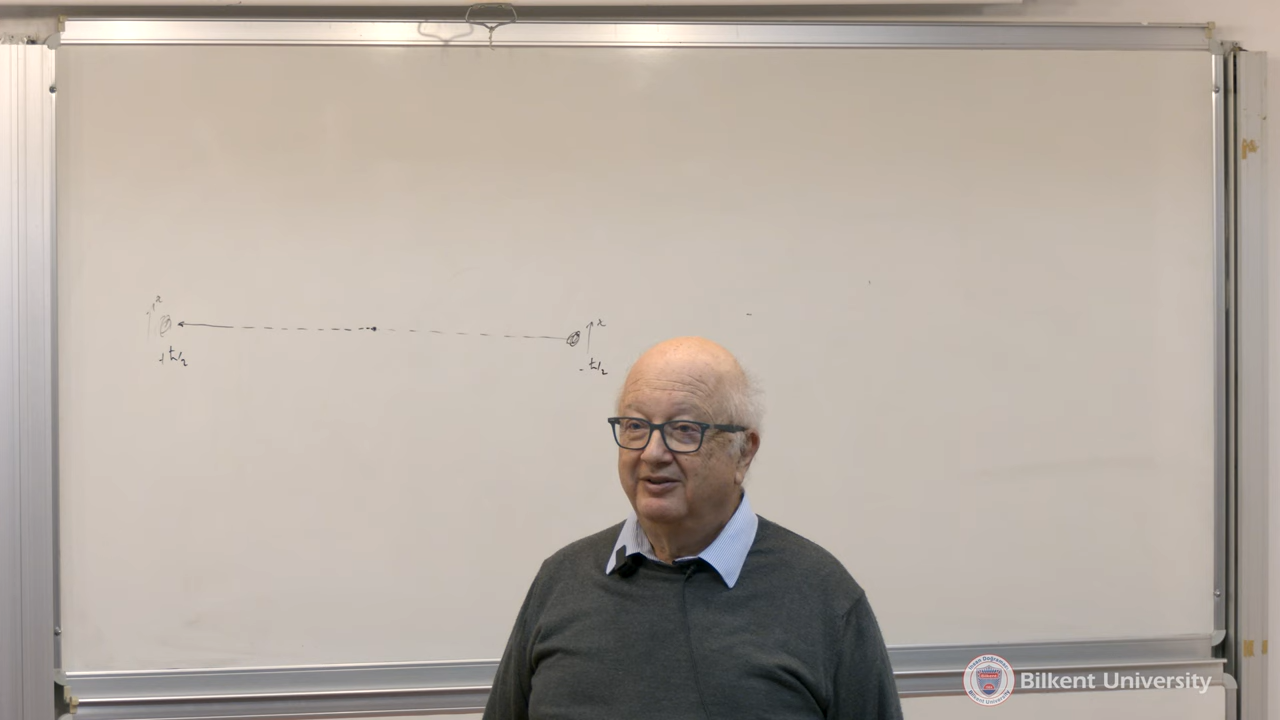 x
+ ħ/2
x
- ħ/2
Bilkent University